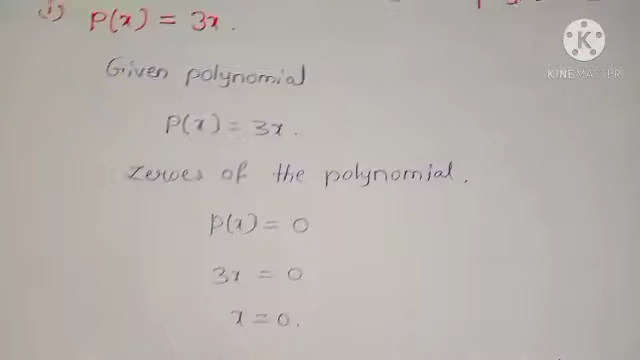 i) P(x) = 3x.
Given polynomial
P(x) = 3x.
zeroes of the polynomial.
P(x) = 0
3x = 0
x = 0.
KINEMASTER